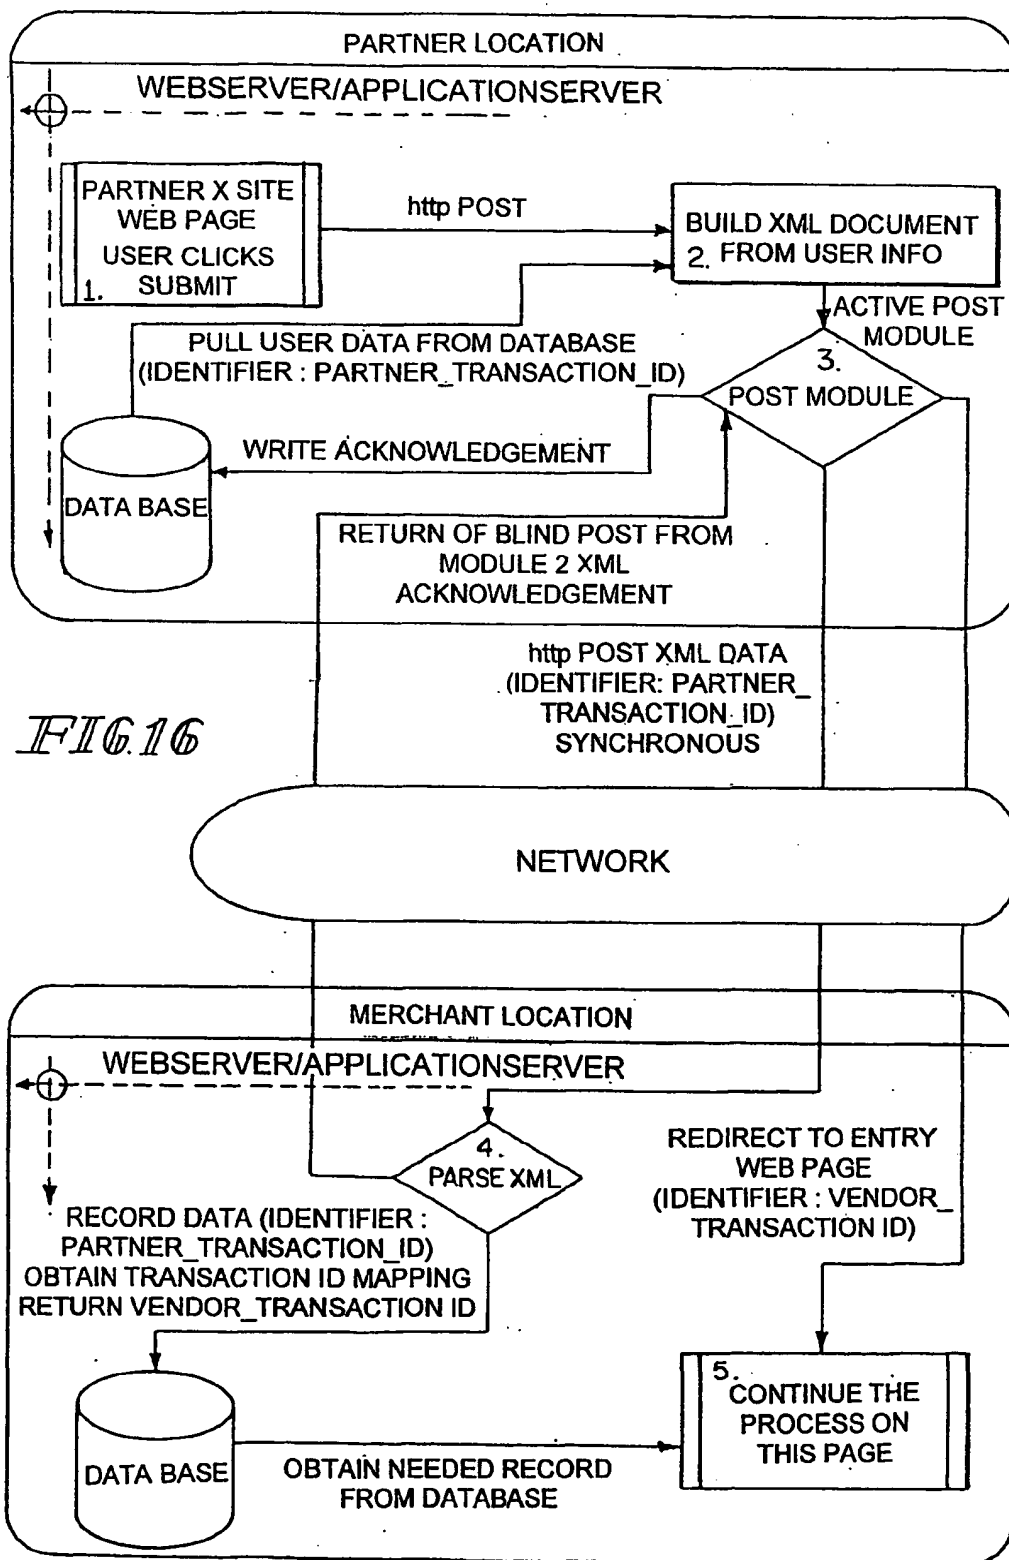 PARTNER LOCATION
WEBSERVER/APPLICATIONSERVER
PARTNER X SITE
WEB PAGE
USER CLICKS
1. SUBMIT
http POST
BUILD XML DOCUMENT
2. FROM USER INFO
ACTIVE POST
MODULE
PULL USER DATA FROM DATABASE
(IDENTIFIER : PARTNER_TRANSACTION_ID)
3.
POST MODULE
WRITE ACKNOWLEDGEMENT
DATA BASE
RETURN OF BLIND POST FROM
MODULE 2 XML
ACKNOWLEDGEMENT
http POST XML DATA
(IDENTIFIER: PARTNER_
TRANSACTION_ID)
SYNCHRONOUS
FIG.16
NETWORK
MERCHANT LOCATION
WEBSERVER/APPLICATIONSERVER
4.
PARSE XML
REDIRECT TO ENTRY
WEB PAGE
(IDENTIFIER : VENDOR_
TRANSACTION ID)
RECORD DATA (IDENTIFIER :
PARTNER_TRANSACTION_ID)
OBTAIN TRANSACTION ID MAPPING
RETURN VENDOR_TRANSACTION ID
5.
CONTINUE THE
PROCESS ON
THIS PAGE
DATA BASE
OBTAIN NEEDED RECORD
FROM DATABASE